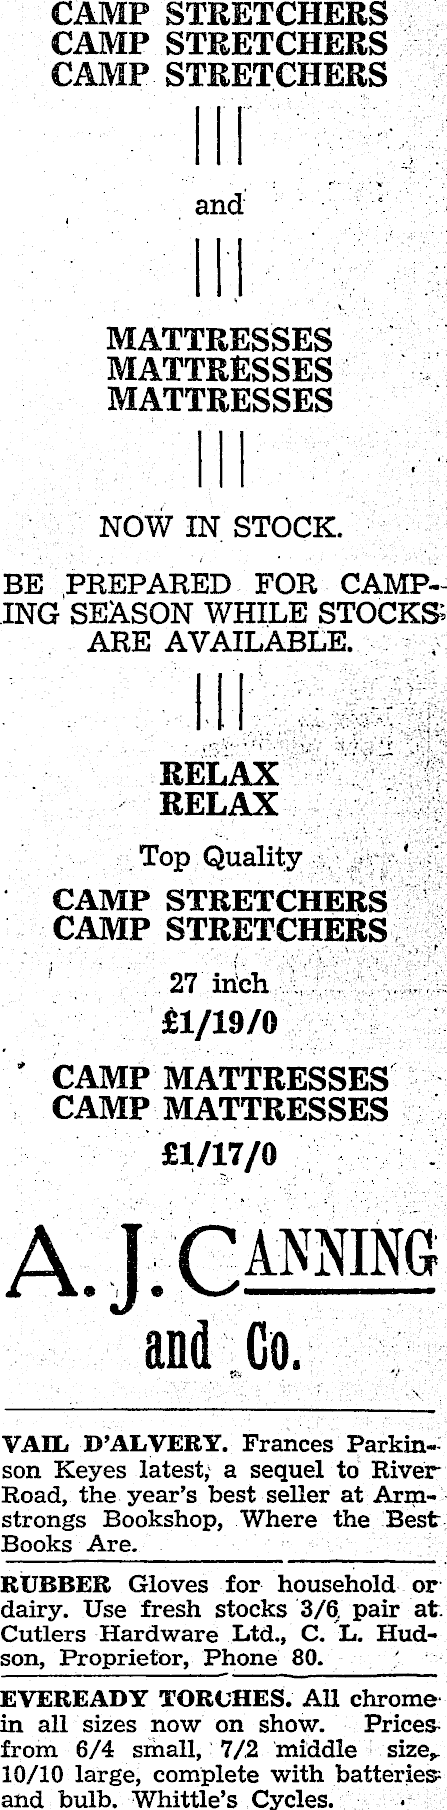 CAMP STRETCHERS
CAMP STRETCHERS
CAMP STRETCHERS
and
MATTRESSES
MATTRESSES
MATTRESSES
NOW IN STOCK.
BE PREPARED FOR CAMP-
ING SEASON WHILE STOCKS
ARE AVAILABLE.
RELAX
RELAX
Top Quality
CAMP STRETCHERS
CAMP STRETCHERS
27 inch
£1/19/0
CAMP MATTRESSES
CAMP MATTRESSES
£1/17/0
A. J. CANNING
and Co.
VAIL D'ALVERY. Frances Parkin-
son Keyes latest, a sequel to River
Road, the year's best seller at Arm-
strongs Bookshop, Where the Best
Books Are.
RUBBER Gloves for household or
dairy. Use fresh stocks 3/6 pair at
Cutlers Hardware Ltd., C. L. Hud-
son, Proprietor, Phone 80.
EVEREADY TORCHES. All chrome
in all sizes now on show. Prices
from 6/4 small, 7/2 middle size,
10/10 large, complete with batteries
and bulb. Whittle's Cycles.